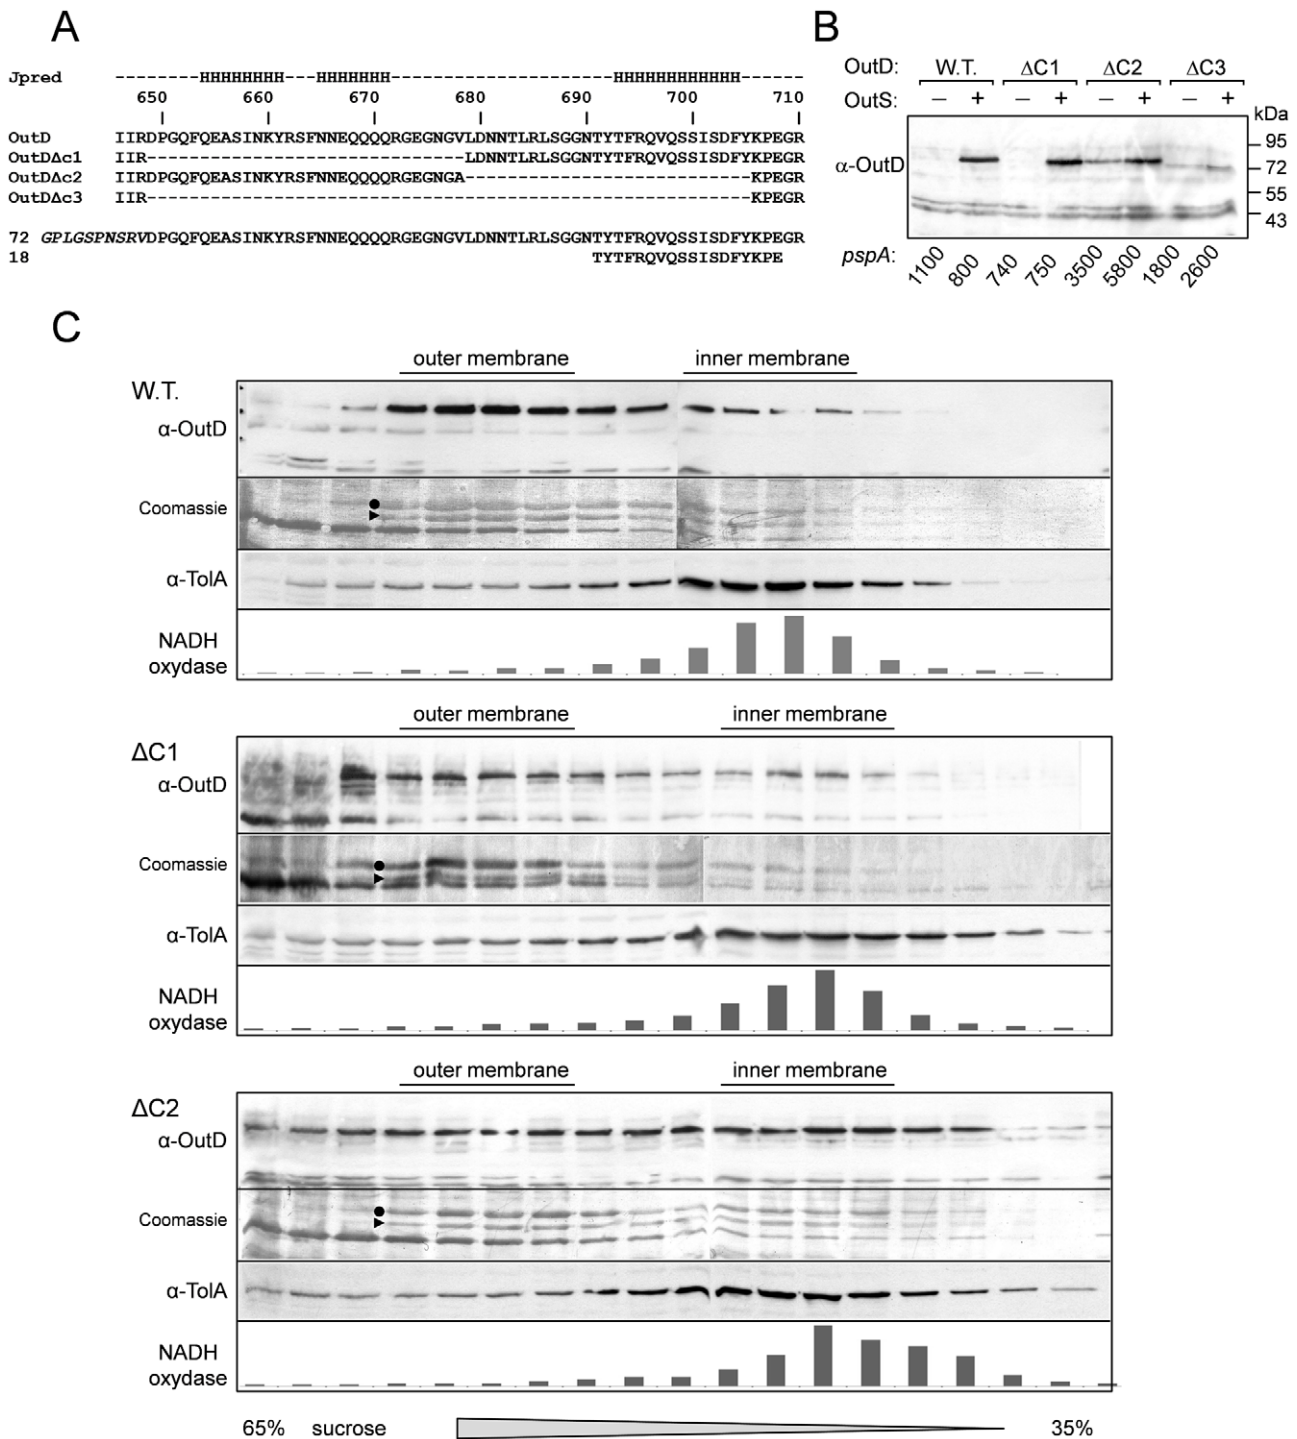 A
Jpred --------HHHHHHHH---HHHHHHH---------------------HHHHHHHHHHHH------
650 660 670 680 690 700 710
OutD IIRDPGQFQEASINKYRSFNNEQQQQRGEGNGVLDNNTLRLSGGNTYTFRQVQSSISDFYKPEGR
OutDΔc1 IIR------------------------------LDNNTLRLSGGNTYTFRQVQSSISDFYKPEGR
OutDΔc2 IIRDPGQFQEASINKYRSFNNEQQQQRGEGNGA---------------------------KPEGR
OutDΔc3 IIR---------------------------------------------------------KPEGR
72 GPLGSPNSRVDPGQFQEASINKYRSFNNEQQQQRGEGNGVLDNNTLRLSGGNTYTFRQVQSSISDFYKPEGR
18 TYTFRQVQSSISDFYKPE
B
OutD: W.T. ΔC1 ΔC2 ΔC3
OutS: – + – + – + – +
kDa
α-OutD
95
72
55
43
pspA: 1100 800 740 750 3500 5800 1800 2600
C
outer membrane inner membrane
W.T.
α-OutD
Coomassie
α-TolA
NADH
oxydase
outer membrane inner membrane
ΔC1
α-OutD
Coomassie
α-TolA
NADH
oxydase
outer membrane inner membrane
ΔC2
α-OutD
Coomassie
α-TolA
NADH
oxydase
65% sucrose 35%